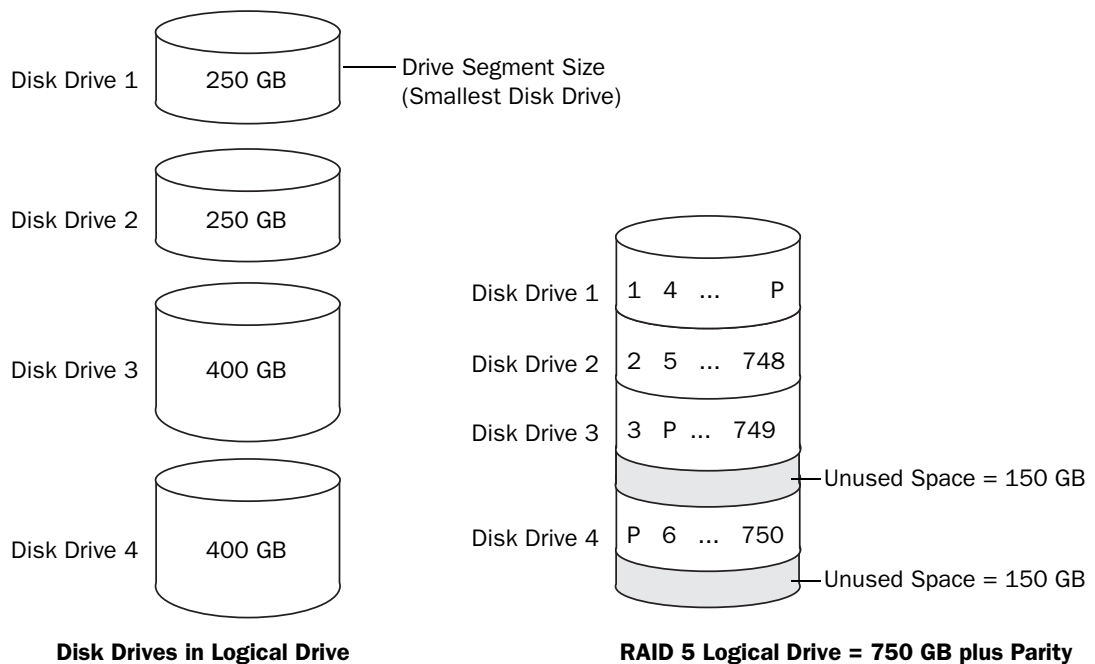 Disk Drive 1
250 GB
Drive Segment Size
(Smallest Disk Drive)
Disk Drive 2
250 GB
Disk Drive 3
400 GB
Disk Drive 4
400 GB
Disk Drives in Logical Drive
Disk Drive 1
1 4 ... P
Disk Drive 2
2 5 ... 748
Disk Drive 3
3 P ... 749
Unused Space = 150 GB
Disk Drive 4
P 6 ... 750
Unused Space = 150 GB
RAID 5 Logical Drive = 750 GB plus Parity